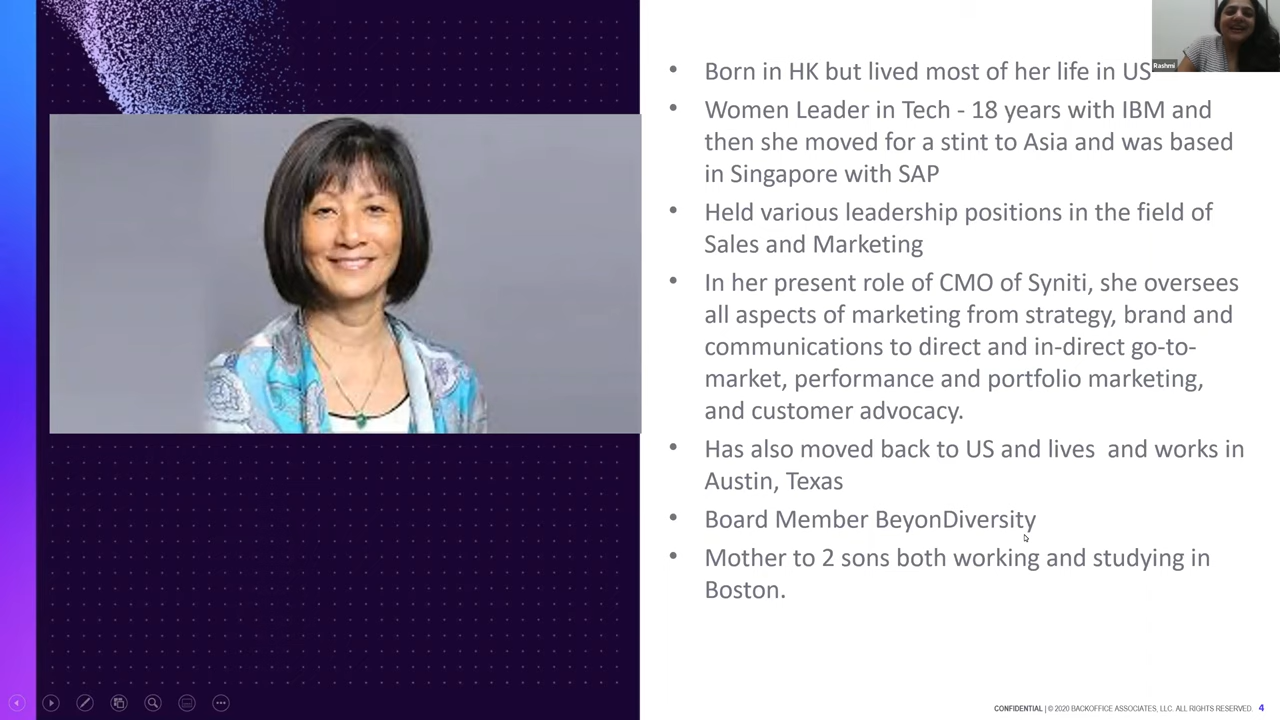 Rashmi
• Born in HK but lived most of her life in US
• Women Leader in Tech - 18 years with IBM and
then she moved for a stint to Asia and was based
in Singapore with SAP
• Held various leadership positions in the field of
Sales and Marketing
• In her present role of CMO of Syniti, she oversees
all aspects of marketing from strategy, brand and
communications to direct and in-direct go-to-
market, performance and portfolio marketing,
and customer advocacy.
• Has also moved back to US and lives  and works in
Austin, Texas
• Board Member BeyonDiversity
• Mother to 2 sons both working and studying in
Boston.
CONFIDENTIAL | © 2020 BACKOFFICE ASSOCIATES, LLC. ALL RIGHTS RESERVED. 4